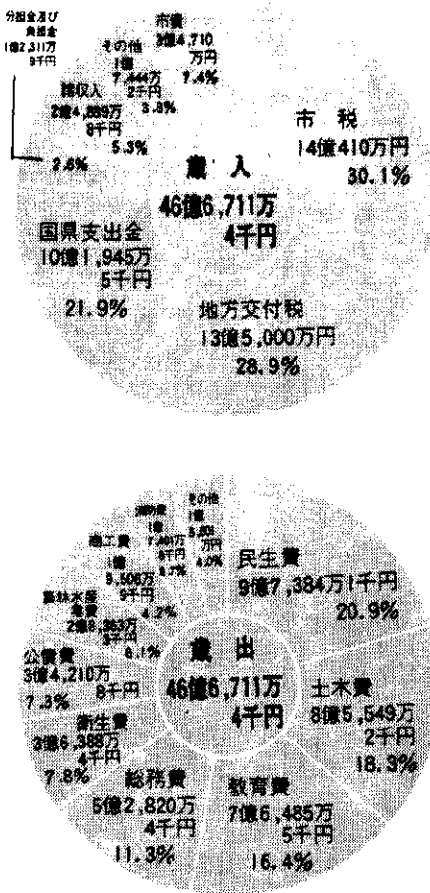 分担金及び
負担金
1億2,311万
9千円
2.6%
諸収入
2億4,889万
8千円
5.3%
その他
1億
7,444万
2千円
3.8%
市債
3億4,710
万円
7.4%
市 税
14億410万円
30.1%
歳 入
46億6,711万
4千円
国県支出金
10億1,945万
5千円
21.9%
地方交付税
13億5,000万円
28.9%
その他
1億
万円
4.0%
消防費
1億
3.7%
商工費
1億
9,506万
9千円
4.2%
農林水産
業費
6.1%
公債費
3億4,210万
8千円
7.3%
衛生費
3億6,385万
4千円
7.8%
総務費
5億2,820万
4千円
11.3%
教育費
7億6,485万
5千円
16.4%
土木費
8億5,549万
2千円
18.3%
民生費
9億7,384万1千円
20.9%
歳 出
46億6,711万
4千円